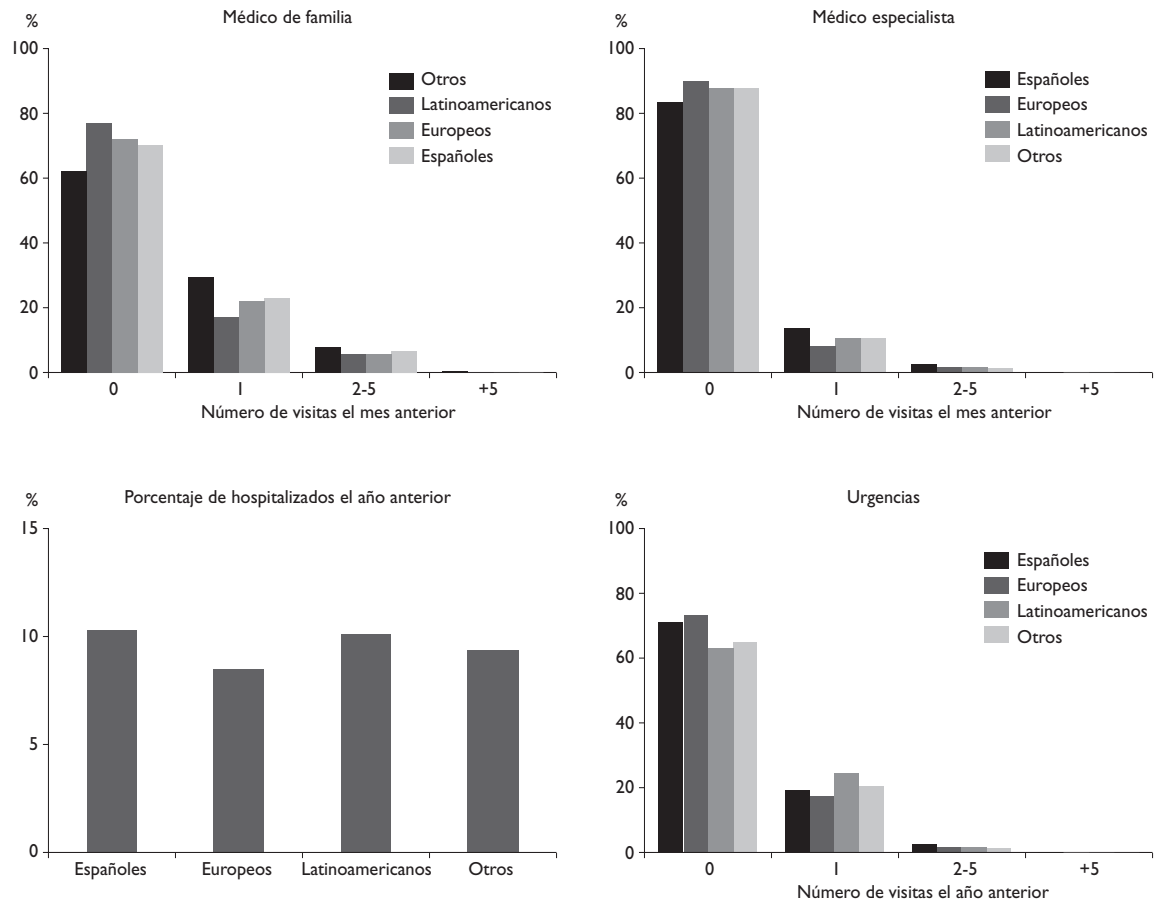 Médico de familia
%
100
80
60
40
20
0
Otros
Latinoamericanos
Europeos
Españoles
0 1 2-5 +5
Número de visitas el mes anterior
Médico especialista
%
100
80
60
40
20
0
Españoles
Europeos
Latinoamericanos
Otros
0 1 2-5 +5
Número de visitas el mes anterior
Porcentaje de hospitalizados el año anterior
%
15
10
5
0
Españoles Europeos Latinoamericanos Otros
Urgencias
%
100
80
60
40
20
0
Españoles
Europeos
Latinoamericanos
Otros
0 1 2-5 +5
Número de visitas el año anterior